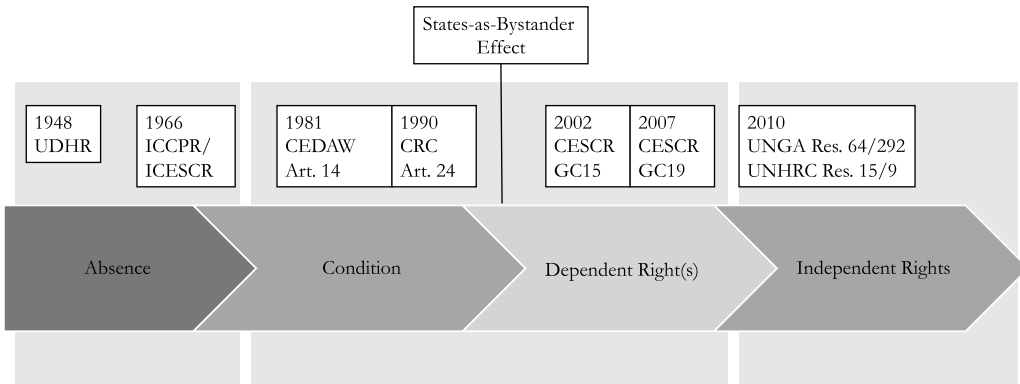 States-as-Bystander
Effect
1948
UDHR
1966
ICCPR/
ICESCR
1981
CEDAW
Art. 14
1990
CRC
Art. 24
2002
CESCR
GC15
2007
CESCR
GC19
2010
UNGA Res. 64/292
UNHRC Res. 15/9
Absence
Condition
Dependent Right(s)
Independent Rights